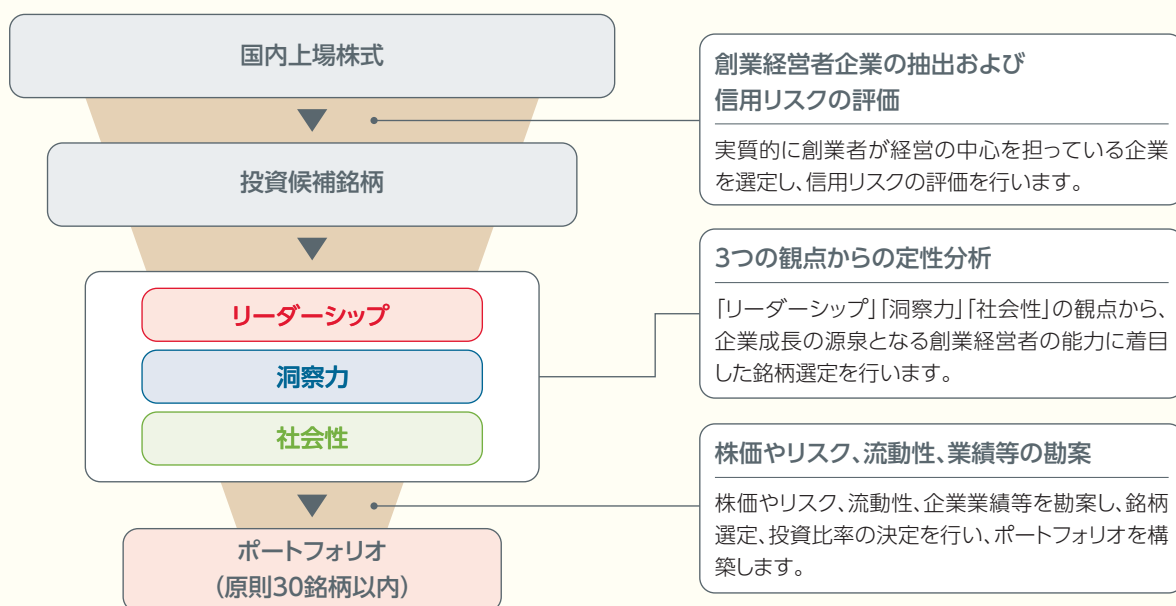 国内上場株式
創業経営者企業の抽出および
信用リスクの評価
実質的に創業者が経営の中心を担っている企業
を選定し、信用リスクの評価を行います。
投資候補銘柄
3つの観点からの定性分析
「リーダーシップ」「洞察力」「社会性」の観点から、
企業成長の源泉となる創業経営者の能力に着目
した銘柄選定を行います。
リーダーシップ
洞察力
社会性
株価やリスク、流動性、業績等の勘案
株価やリスク、流動性、企業業績等を勘案し、銘柄
選定、投資比率の決定を行い、ポートフォリオを構
築します。
ポートフォリオ
(原則30銘柄以内)